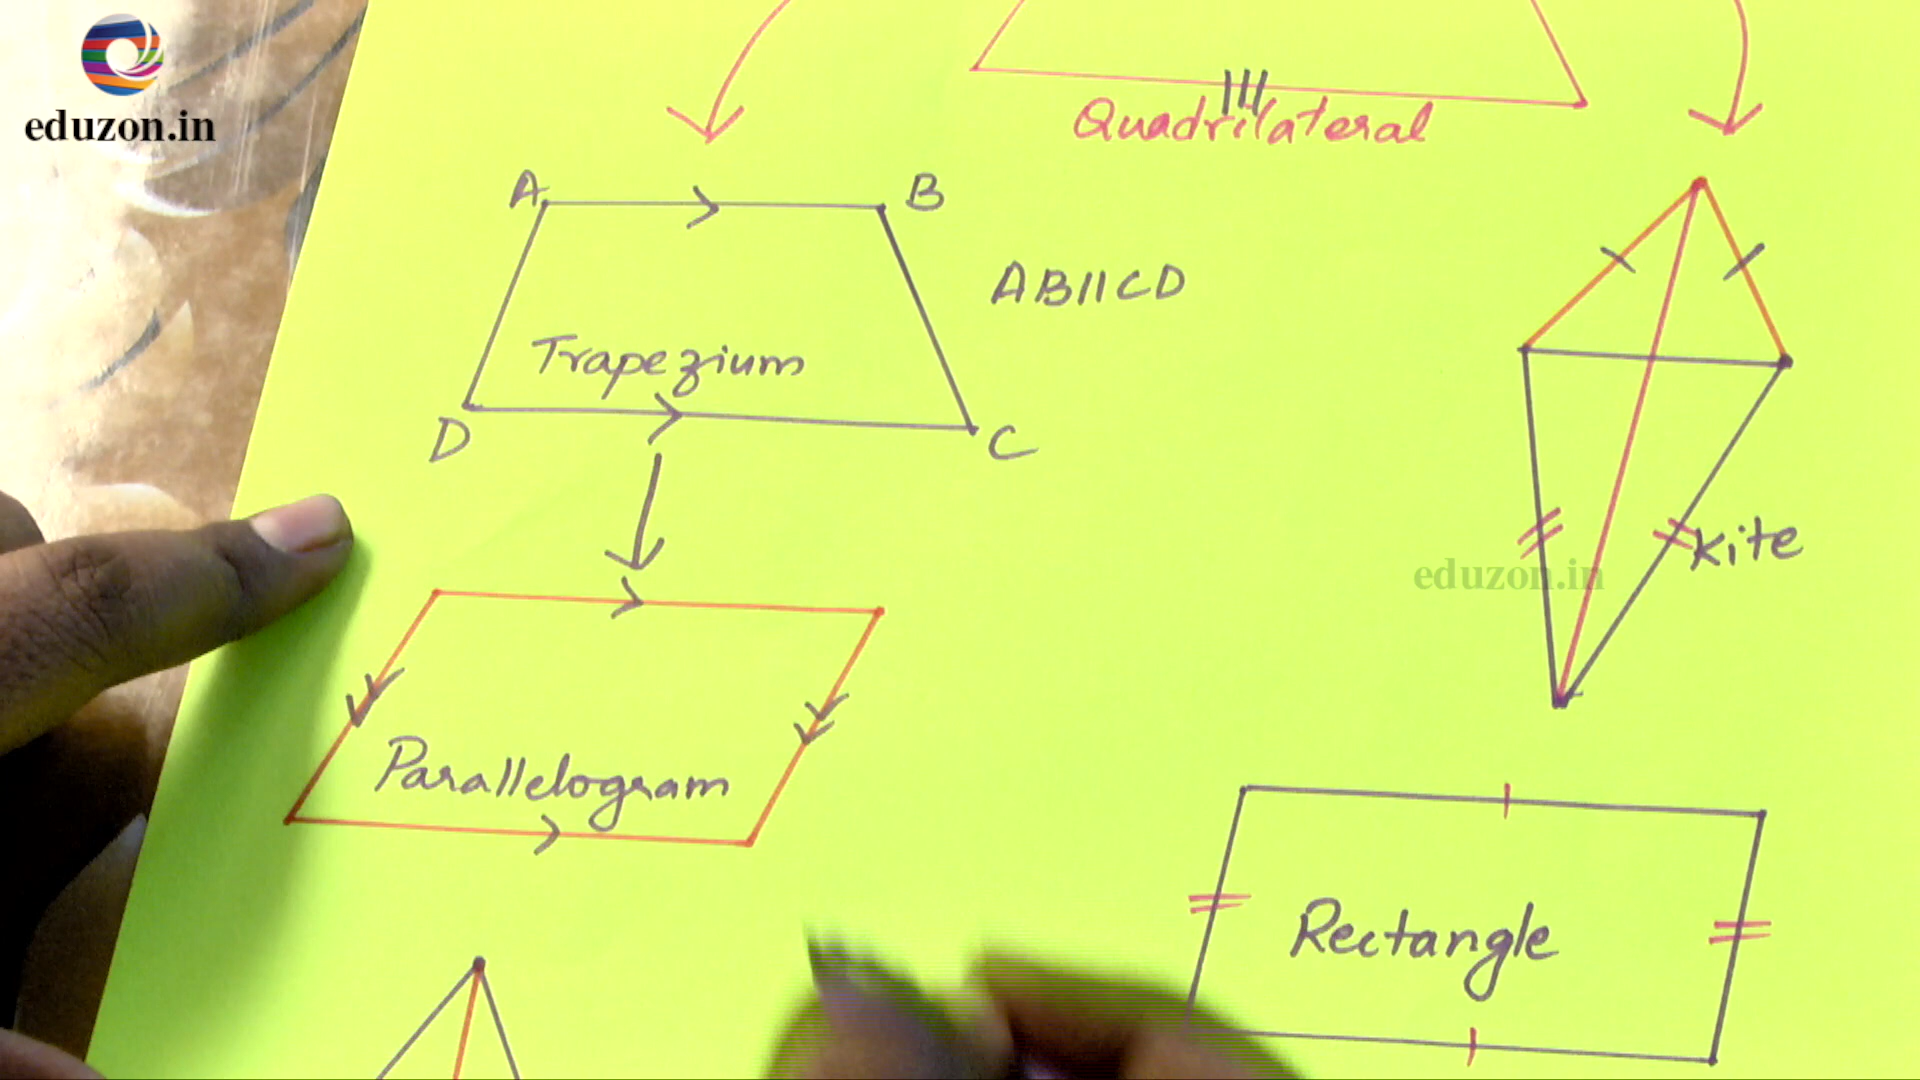 eduzon.in
Quadrilateral
A
B
AB||CD
Trapezium
D
C
Kite
eduzon.in
Parallelogram
Rectangle